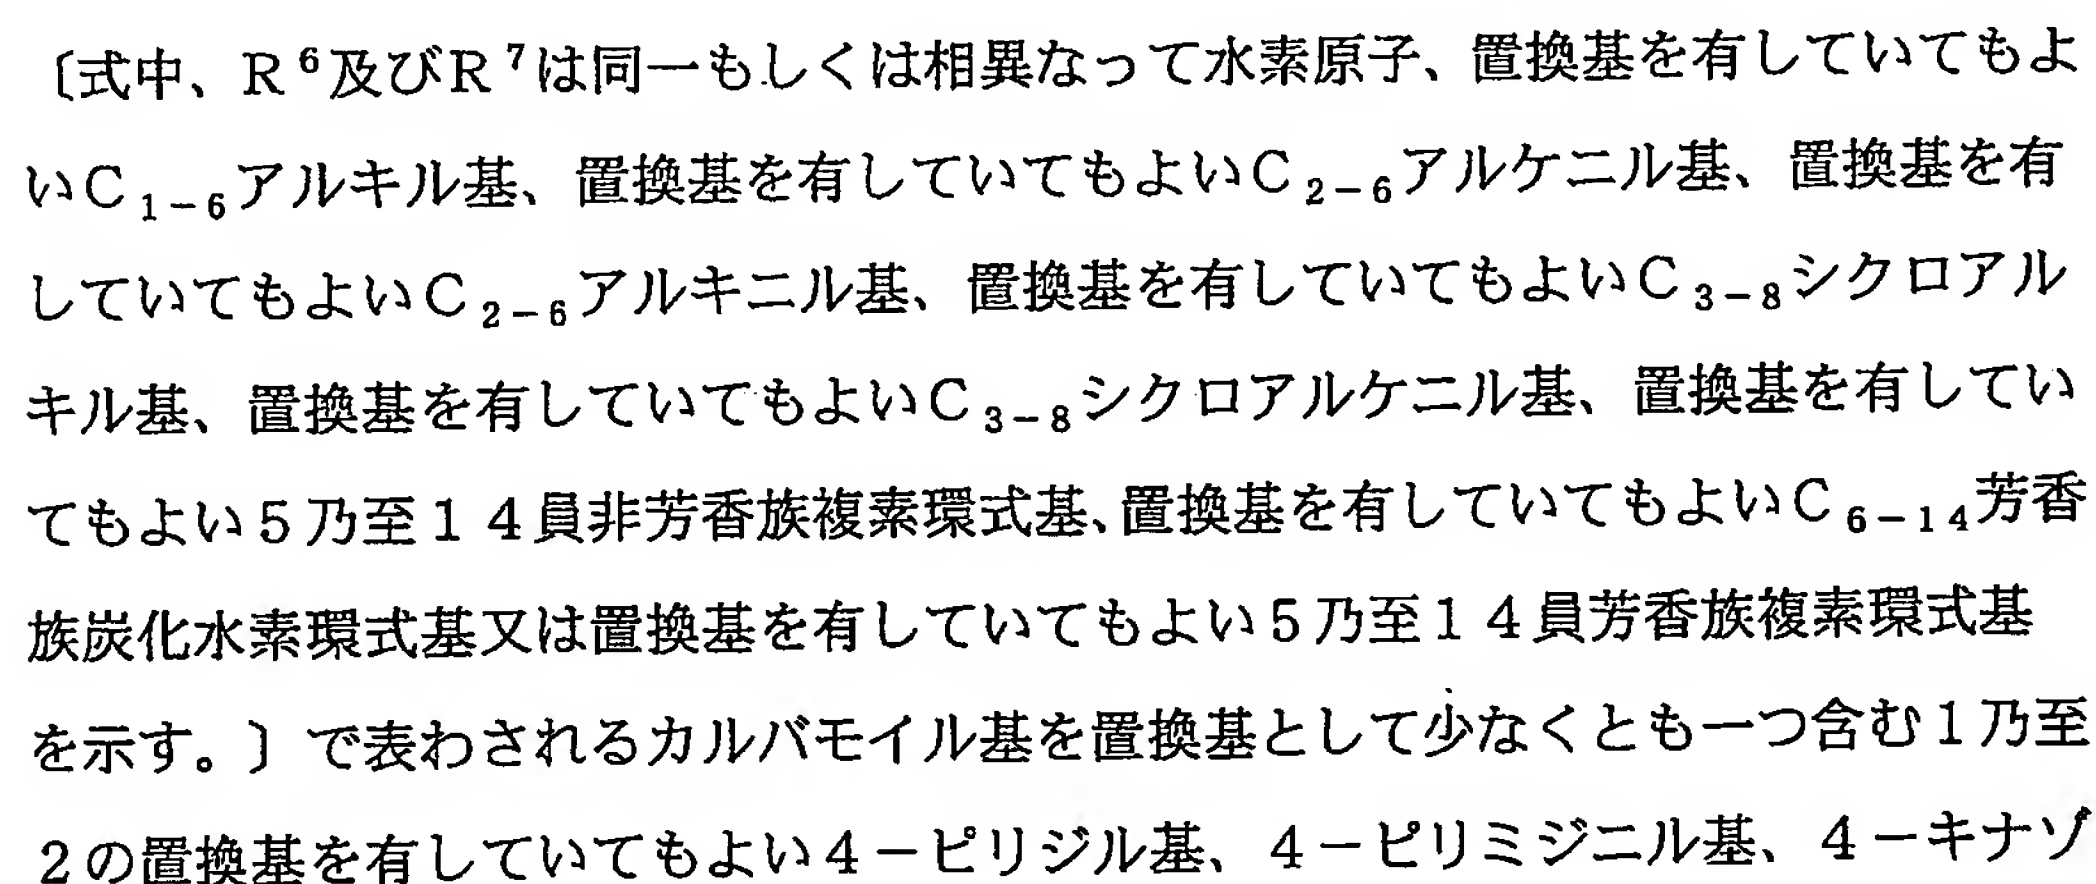 〔式中、R⁶及びR⁷は同一もしくは相異なって水素原子、置換基を有していてもよ
いC₁₋₆アルキル基、置換基を有していてもよいC₂₋₆アルケニル基、置換基を有
していてもよいC₂₋₆アルキニル基、置換基を有していてもよいC₃₋₈シクロアル
キル基、置換基を有していてもよいC₃₋₈シクロアルケニル基、置換基を有してい
てもよい5乃至14員非芳香族複素環式基、置換基を有していてもよいC₆₋₁₄芳香
族炭化水素環式基又は置換基を有していてもよい5乃至14員芳香族複素環式基
を示す。〕で表わされるカルバモイル基を置換基として少なくとも一つ含む1乃至
2の置換基を有していてもよい4－ピリジル基、4－ピリミジニル基、4－キナゾ